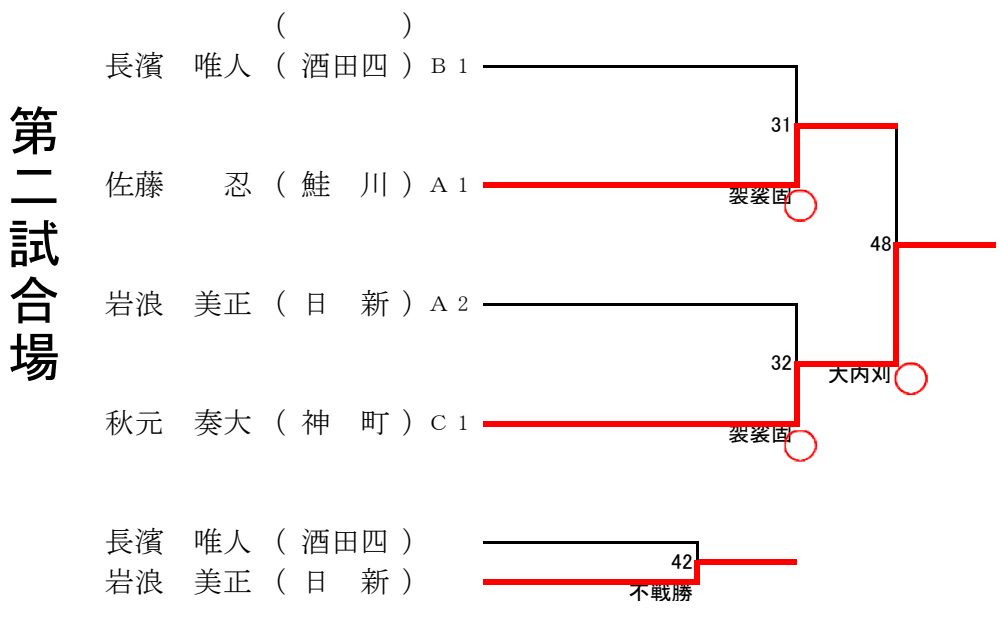 第二試合場
(　　　　)
長濱　唯人 ( 酒田四 ) B 1
31
佐藤　　忍 ( 鮭　川 ) A 1
袈裟固
48
岩浪　美正 ( 日　新 ) A 2
32
大内刈
秋元　奏大 ( 神　町 ) C 1
袈裟固
長濱　唯人 ( 酒田四 )
42
岩浪　美正 ( 日　新 )
不戦勝